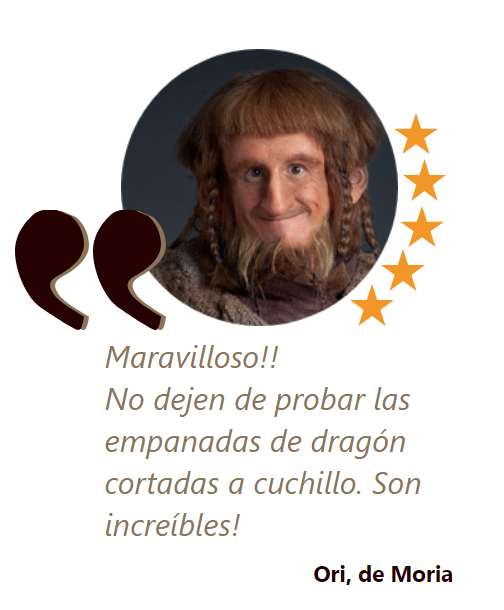 Maravilloso!!
No dejen de probar las
empanadas de dragón
cortadas a cuchillo. Son
increíbles!
Ori, de Moria